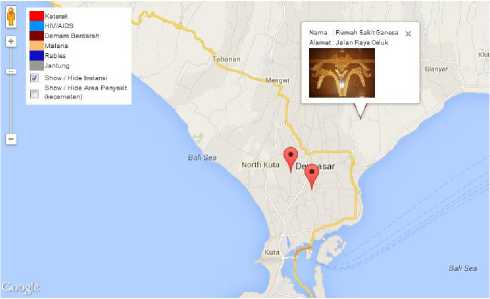 Katarak
HIV/AIDS
Demam Berdarah
Malaria
Rabies
Jantung
Show / Hide Instansi
Show / Hide Area Penyakit
(kecamatan)
Nama : Rumah Sakit Ganesa
Alamat : Jalan Raya Celuk
Tabanan
Mengwi
Gianyar
Bali Sea
North Kuta
Denpasar
Kuta
Bali Sea
Google